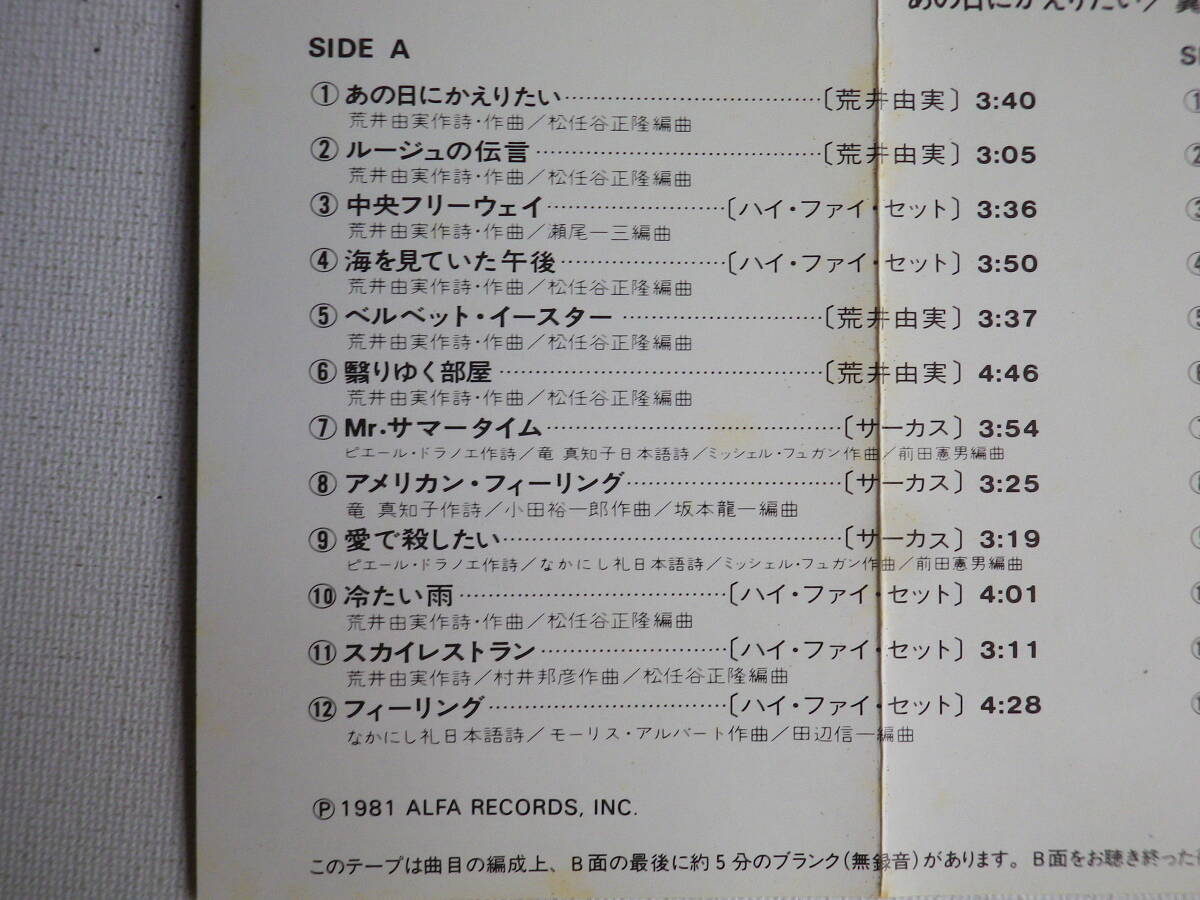 あの日にかえりたい/
SIDE A
①あの日にかえりたい……………………………〔荒井由実〕3:40
荒井由実作詩・作曲/松任谷正隆編曲
②ルージュの伝言……………………………〔荒井由実〕3:05
荒井由実作詩・作曲/松任谷正隆編曲
③中央フリーウェイ……………………〔ハイ・ファイ・セット〕3:36
荒井由実作詩・作曲/瀬尾一三編曲
④海を見ていた午後……………………〔ハイ・ファイ・セット〕3:50
荒井由実作詩・作曲/松任谷正隆編曲
⑤ベルベット・イースター……………………〔荒井由実〕3:37
荒井由実作詩・作曲/松任谷正隆編曲
⑥翳りゆく部屋……………………………〔荒井由実〕4:46
荒井由実作詩・作曲/松任谷正隆編曲
⑦Mr.サマータイム……………………………〔サーカス〕3:54
ピエール・ドラノエ作詩/竜 真知子日本語詩/ミッシェル・フュガン作曲/前田憲男編曲
⑧アメリカン・フィーリング……………………〔サーカス〕3:25
竜 真知子作詩/小田裕一郎作曲/坂本龍一編曲
⑨愛で殺したい……………………………〔サーカス〕3:19
ピエール・ドラノエ作詩/なかにし礼日本語詩/ミッシェル・フュガン作曲/前田憲男編曲
⑩冷たい雨……………………………〔ハイ・ファイ・セット〕4:01
荒井由実作詩・作曲/松任谷正隆編曲
⑪スカイレストラン……………………〔ハイ・ファイ・セット〕3:11
荒井由実作詩/村井邦彦作曲/松任谷正隆編曲
⑫フィーリング……………………………〔ハイ・ファイ・セット〕4:28
なかにし礼日本語詩/モーリス・アルバート作曲/田辺信一編曲
Ⓟ1981 ALFA RECORDS, INC.
このテープは曲目の編成上、B面の最後に約5分のブランク(無録音)があります。B面をお聴き終った